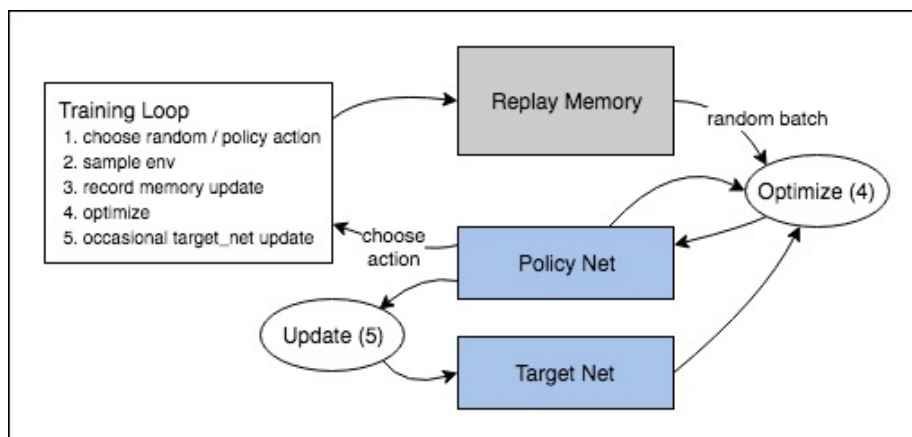 Training Loop
1. choose random / policy action
2. sample env
3. record memory update
4. optimize
5. occasional target_net update
Replay Memory
random batch
Optimize (4)
choose
action
Policy Net
Update (5)
Target Net